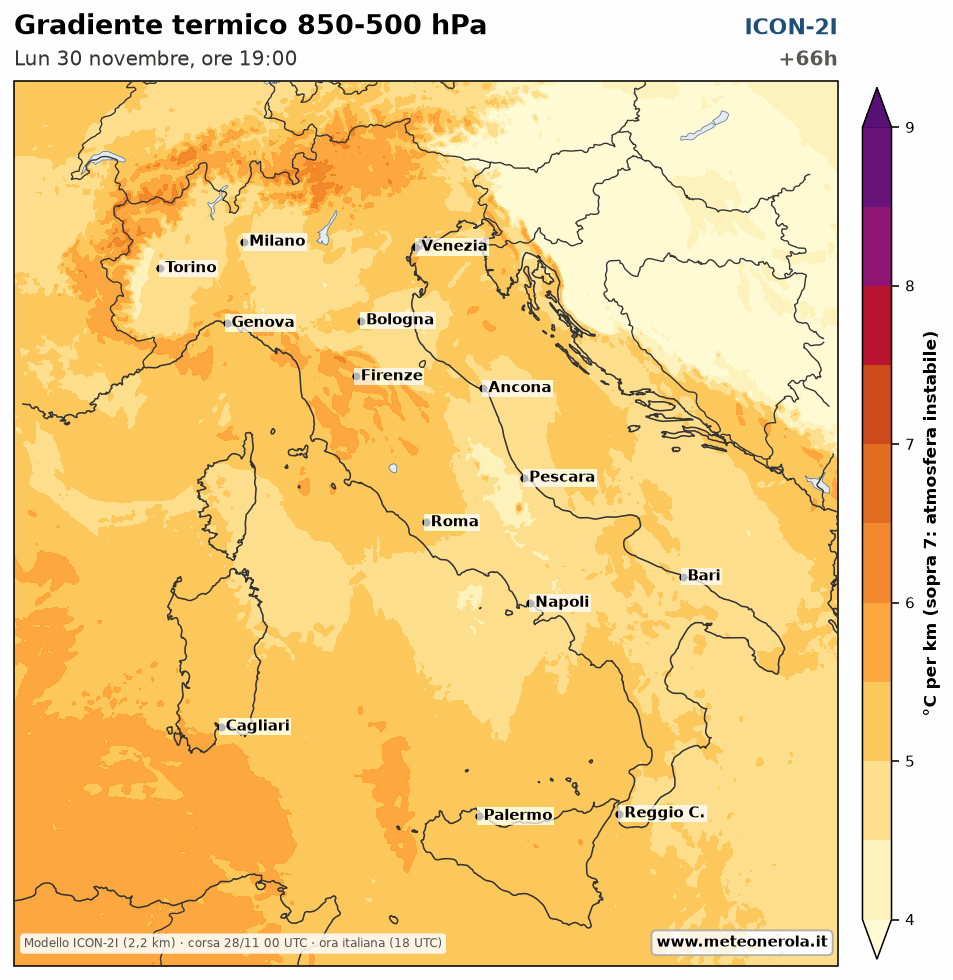 Gradiente termico 850-500 hPa
ICON-2I
Lun 30 novembre, ore 19:00
+66h
9
8
7
6
5
4
°C per km (sopra 7: atmosfera instabile)
Milano
Venezia
Torino
Genova
Bologna
Firenze
Ancona
Pescara
Roma
Bari
Napoli
Cagliari
Palermo
Reggio C.
Modello ICON-2I (2,2 km) · corsa 28/11 00 UTC · ora italiana (18 UTC)
www.meteonerola.it